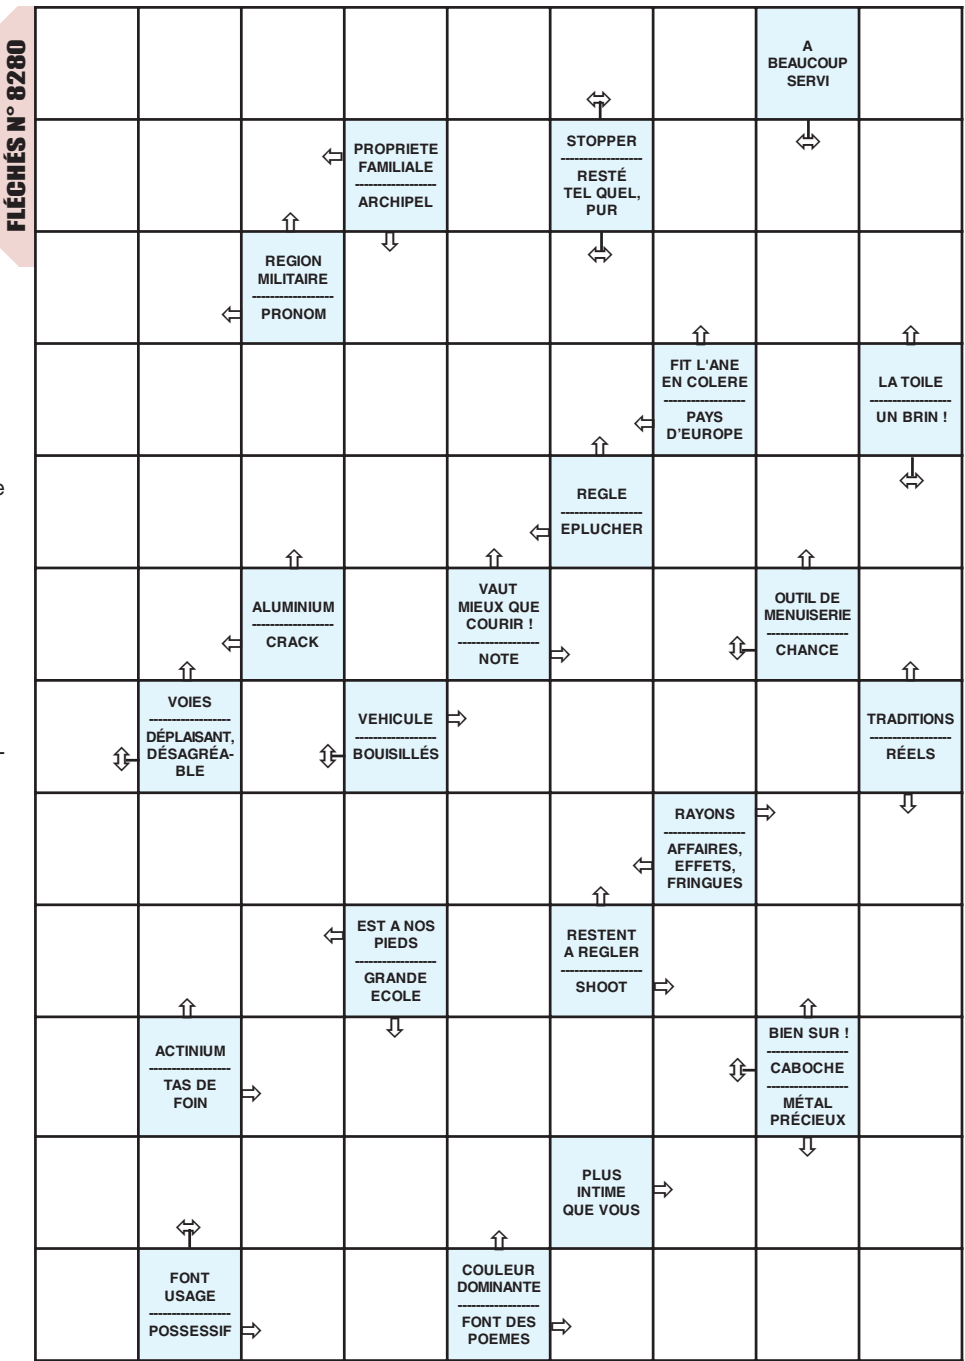 FLÉCHÉS N° 8280
A
BEAUCOUP
SERVI
PROPRIETE
FAMILIALE
ARCHIPEL
STOPPER
RESTÉ
TEL QUEL,
PUR
REGION
MILITAIRE
PRONOM
FIT L'ANE
EN COLERE
PAYS
D'EUROPE
LA TOILE
UN BRIN !
e
REGLE
EPLUCHER
ALUMINIUM
CRACK
VAUT
MIEUX QUE
COURIR !
NOTE
OUTIL DE
MENUISERIE
CHANCE
VOIES
DÉPLAISANT,
DÉSAGRÉA-
BLE
VEHICULE
BOUISILLÉS
TRADITIONS
RÉELS
-
RAYONS
AFFAIRES,
EFFETS,
FRINGUES
EST A NOS
PIEDS
GRANDE
ECOLE
RESTENT
A REGLER
SHOOT
ACTINIUM
TAS DE
FOIN
BIEN SUR !
CABOCHE
MÉTAL
PRÉCIEUX
PLUS
INTIME
QUE VOUS
FONT
USAGE
POSSESSIF
COULEUR
DOMINANTE
FONT DES
POEMES